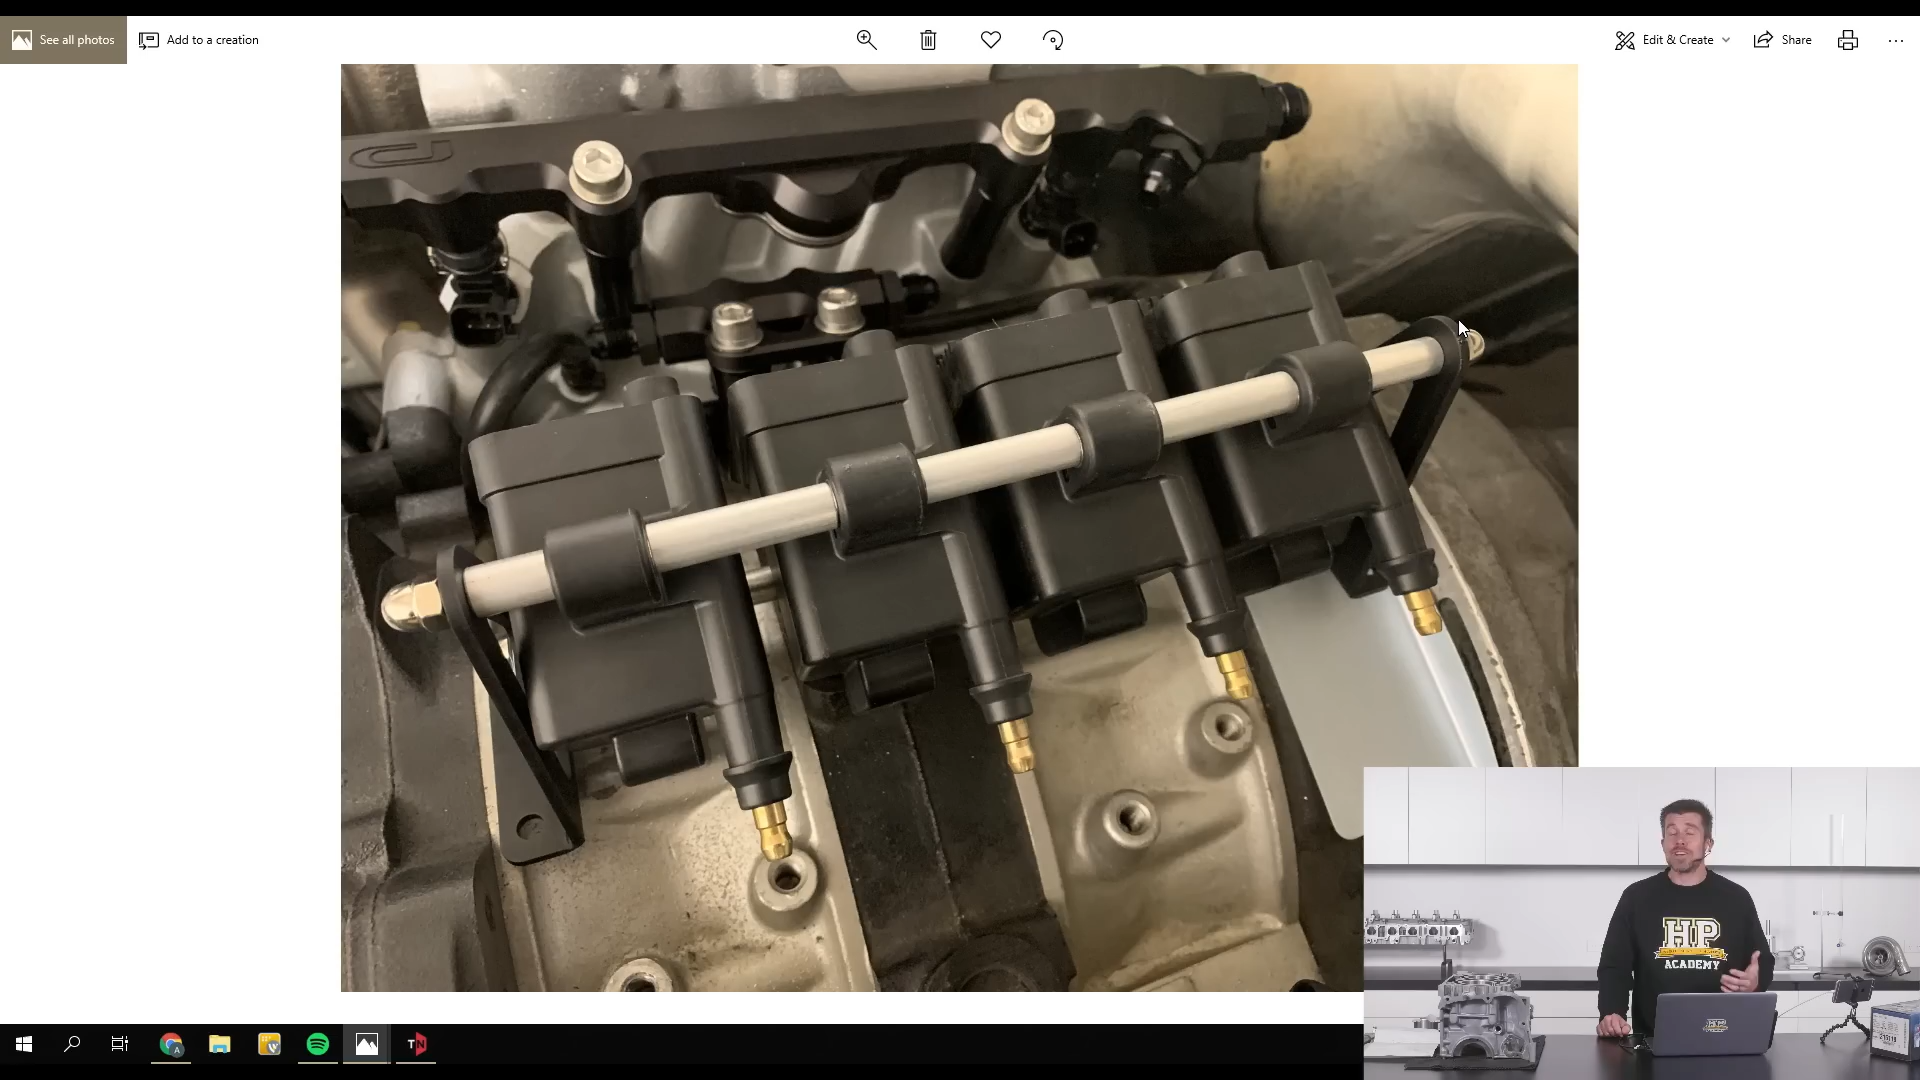 See all photos
Add to a creation
Edit & Create
Share
HP
ACADEMY